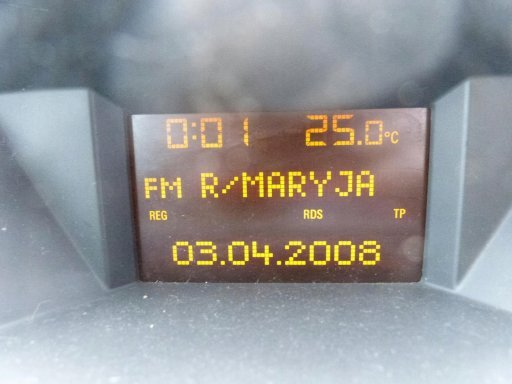 0:01 25.0°C
FM R/MARYJA
REG RDS TP
03.04.2008